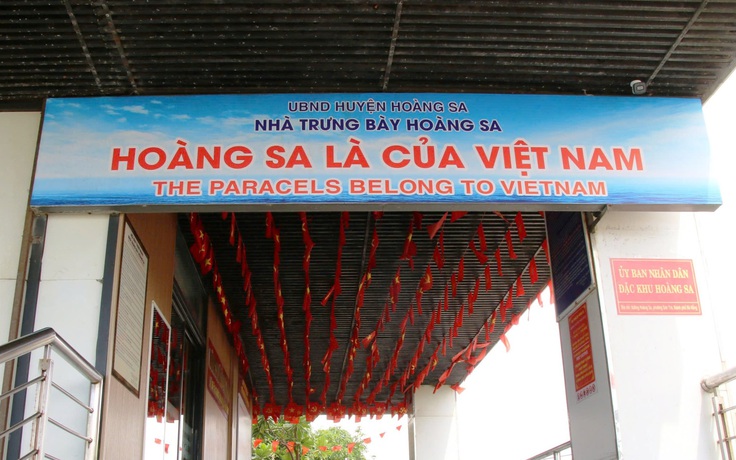 UBND HUYỆN HOÀNG SA
NHÀ TRƯNG BÀY HOÀNG SA
HOÀNG SA LÀ CỦA VIỆT NAM
THE PARACELS BELONG TO VIETNAM
ỦY BAN NHÂN DÂN
ĐẶC KHU HOÀNG SA